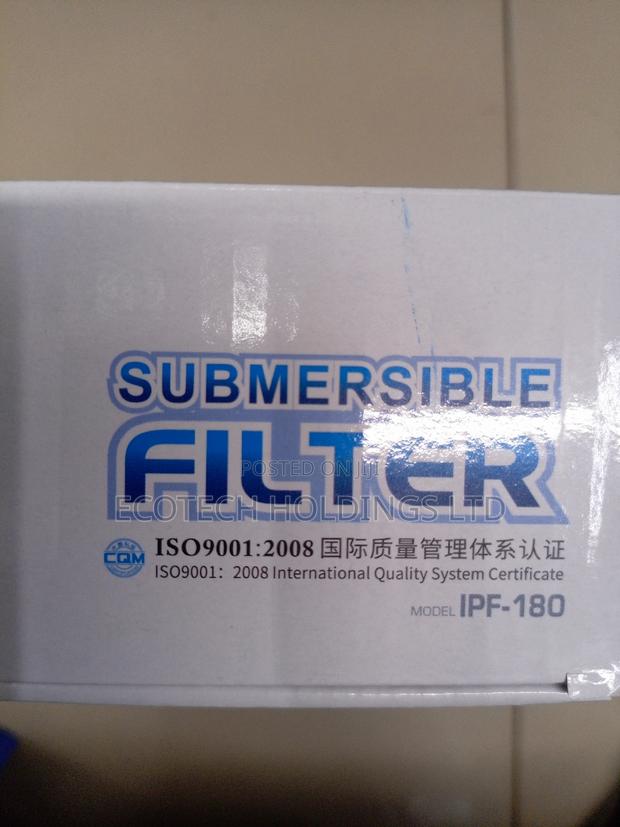 SUBMERSIBLE
FILTER
POSTED ON JIJI
ECOTECH HOLDINGS LTD
CQM
ISO9001:2008 国际质量管理体系认证
ISO9001：2008 International Quality System Certificate
MODEL IPF-180